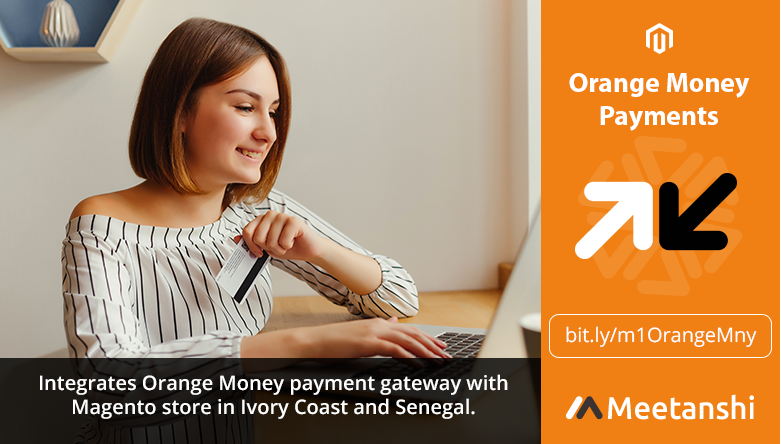 Orange Money
Payments
bit.ly/m1OrangeMny
Meetanshi
Integrates Orange Money payment gateway with
Magento store in Ivory Coast and Senegal.